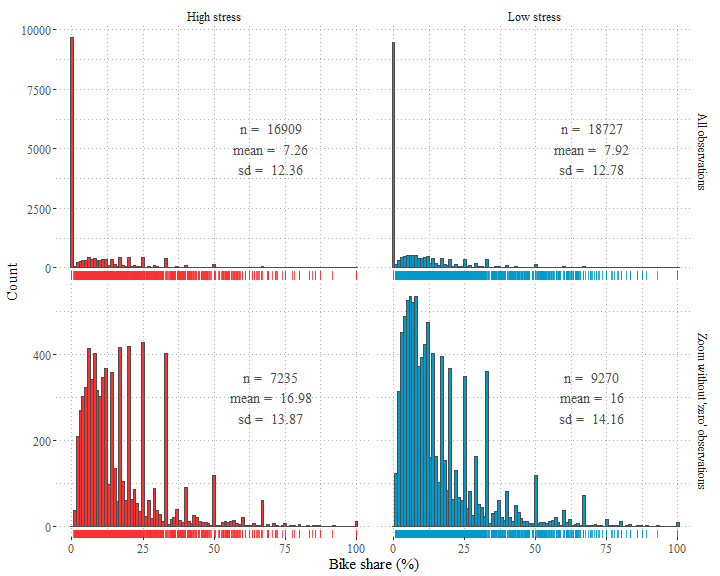 High stress
Low stress
10000
7500
5000
2500
0
n = 16909
mean = 7.26
sd = 12.36
n = 18727
mean = 7.92
sd = 12.78
All observations
Count
400
200
0
n = 7235
mean = 16.98
sd = 13.87
n = 9270
mean = 16
sd = 14.16
Zoom without 'zero' observations
0 25 50 75 100
0 25 50 75 100
Bike share (%)